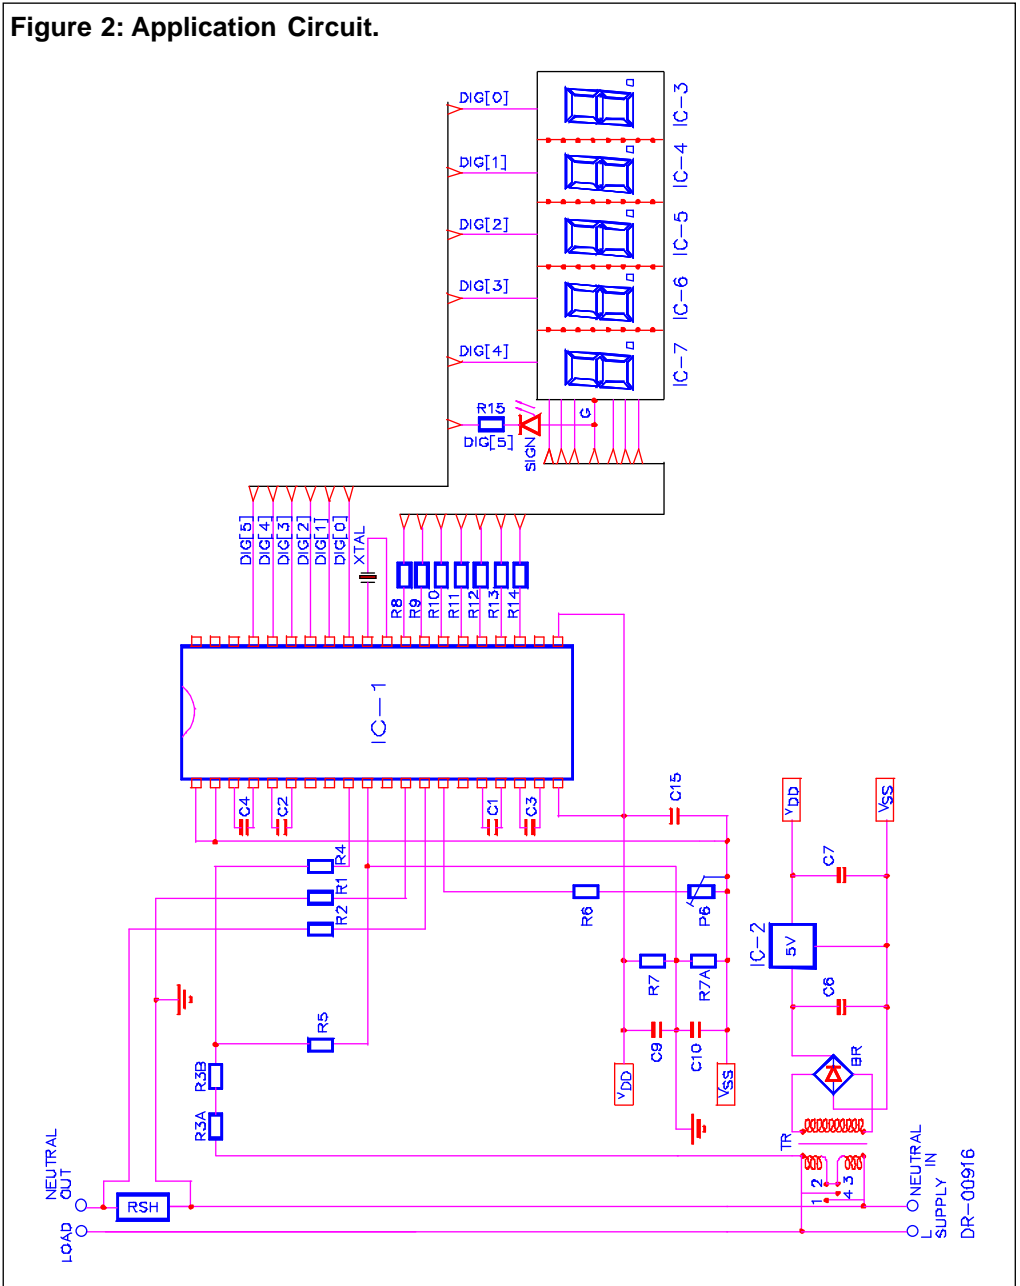 Figure 2: Application Circuit.
DIG[0]
IC-3
DIG[1]
IC-4
DIG[2]
IC-5
DIG[3]
IC-6
DIG[4]
IC-7
R15
G
DIG[5]
SIGN
DIG[5]
DIG[4]
DIG[3]
DIG[2]
DIG[1]
DIG[0]
XTAL
R8
R9
R10
R11
R12
R13
R14
IC-1
C4
C2
C1
C3
C15
VDD
VSS
R4
R1
R2
R6
P6
C7
IC-2
5V
R7
R7A
C6
R5
C9
C10
BR
R3B
R3A
VDD
VSS
TR
NEUTRAL
OUT
RSH
LOAD
1
2
4
3
NEUTRAL
IN
L
SUPPLY
DR-00916